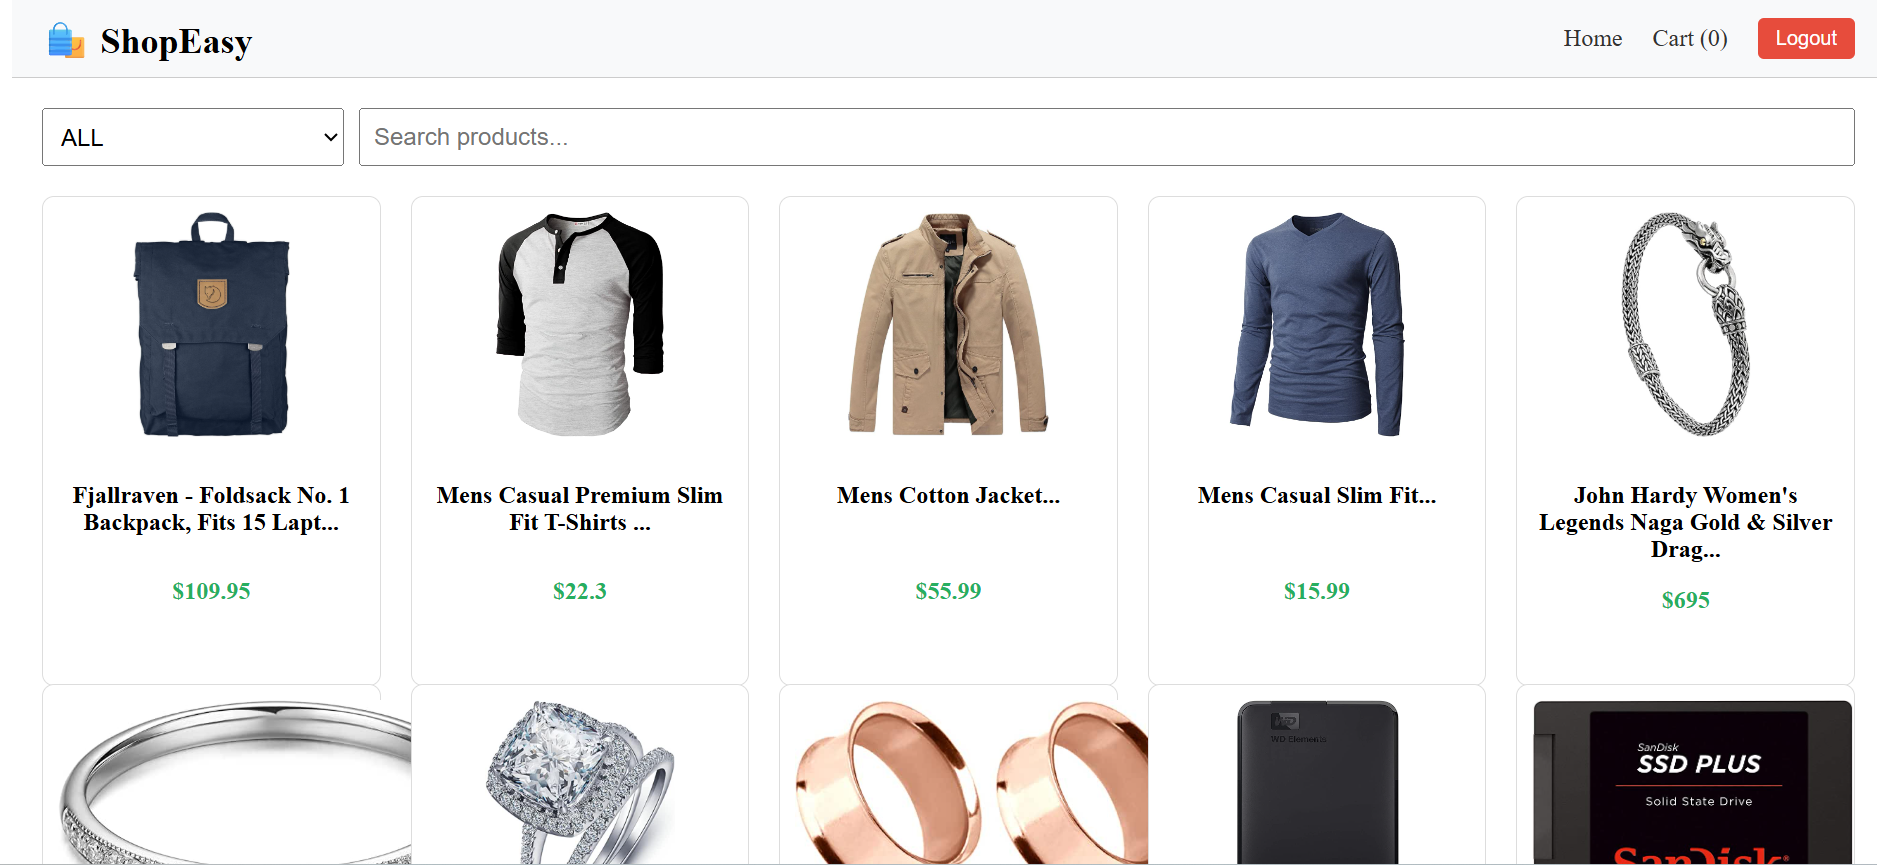 ShopEasy
Home
Cart (0)
Logout
ALL
Search products...
Fjallraven - Foldsack No. 1
Backpack, Fits 15 Lapt...
$109.95
Mens Casual Premium Slim
Fit T-Shirts ...
$22.3
Mens Cotton Jacket...
$55.99
Mens Casual Slim Fit...
$15.99
John Hardy Women's
Legends Naga Gold & Silver
Drag...
$695
WD
WD Elements
SanDisk
SSD PLUS
Solid State Drive
SanDisk®